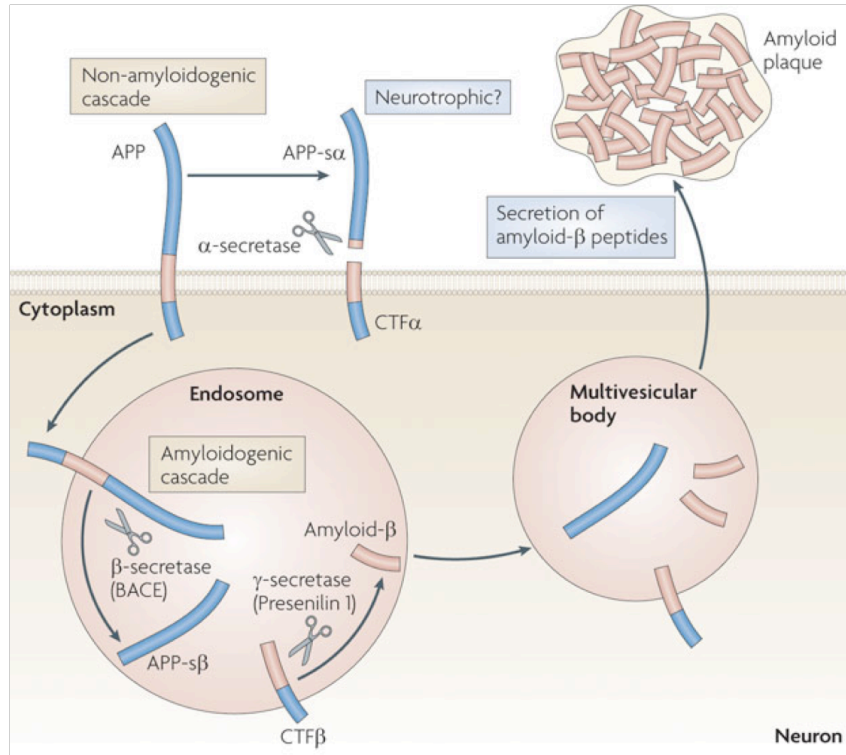 Non-amyloidogenic
cascade
Neurotrophic?
Amyloid
plaque
APP
APP-sα
α-secretase
Secretion of
amyloid-β peptides
Cytoplasm
CTFα
Endosome
Multivesicular
body
Amyloidogenic
cascade
Amyloid-β
β-secretase
(BACE)
γ-secretase
(Presenilin 1)
APP-sβ
CTFβ
Neuron